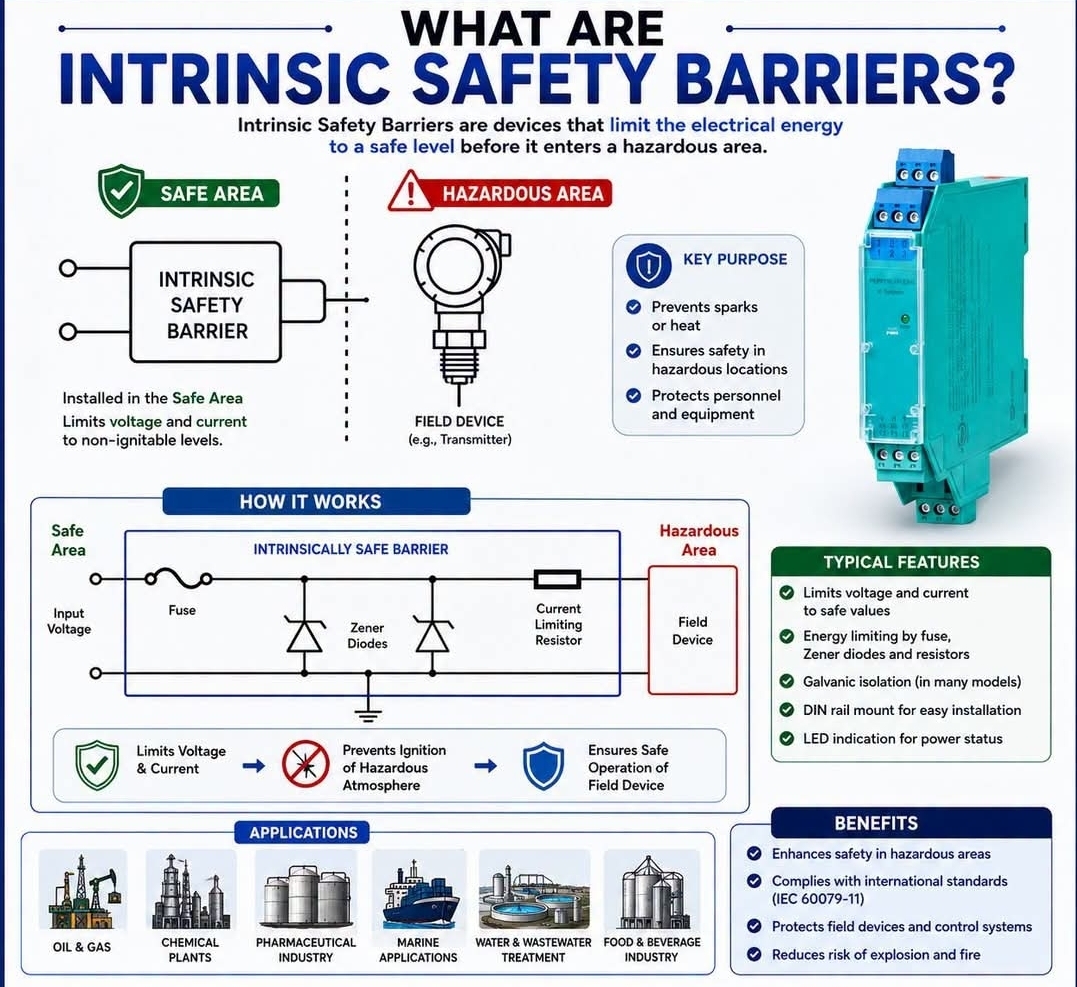 WHAT ARE
INTRINSIC SAFETY BARRIERS?
Intrinsic Safety Barriers are devices that limit the electrical energy
to a safe level before it enters a hazardous area.
SAFE AREA
HAZARDOUS AREA
INTRINSIC
SAFETY
BARRIER
Installed in the Safe Area
Limits voltage and current
to non-ignitable levels.
FIELD DEVICE
(e.g., Transmitter)
KEY PURPOSE
Prevents sparks
or heat
Ensures safety in
hazardous locations
Protects personnel
and equipment
HOW IT WORKS
Safe
Area
INTRINSICALLY SAFE BARRIER
Hazardous
Area
Input
Voltage
Fuse
Zener
Diodes
Current
Limiting
Resistor
Field
Device
Limits Voltage
& Current
Prevents Ignition
of Hazardous
Atmosphere
Ensures Safe
Operation of
Field Device
TYPICAL FEATURES
Limits voltage and current
to safe values
Energy limiting by fuse,
Zener diodes and resistors
Galvanic isolation (in many models)
DIN rail mount for easy installation
LED indication for power status
APPLICATIONS
OIL & GAS
CHEMICAL
PLANTS
PHARMACEUTICAL
INDUSTRY
MARINE
APPLICATIONS
WATER & WASTEWATER
TREATMENT
FOOD & BEVERAGE
INDUSTRY
BENEFITS
Enhances safety in hazardous areas
Complies with international standards
(IEC 60079-11)
Protects field devices and control systems
Reduces risk of explosion and fire